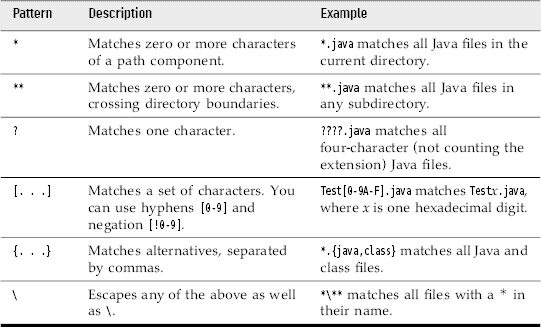 Pattern Description Example
* Matches zero or more characters *.java matches all Java files in the
of a path component. current directory.
** Matches zero or more characters, **.java matches all Java files in
crossing directory boundaries. any subdirectory.
? Matches one character. ????.java matches all
four-character (not counting the
extension) Java files.
[. . .] Matches a set of characters. You Test[0-9A-F].java matches Testx.java,
can use hyphens [0-9] and where x is one hexadecimal digit.
negation [!0-9].
{. . .} Matches alternatives, separated *.{java,class} matches all Java and
by commas. class files.
\ Escapes any of the above as well *\** matches all files with a * in
as \. their name.